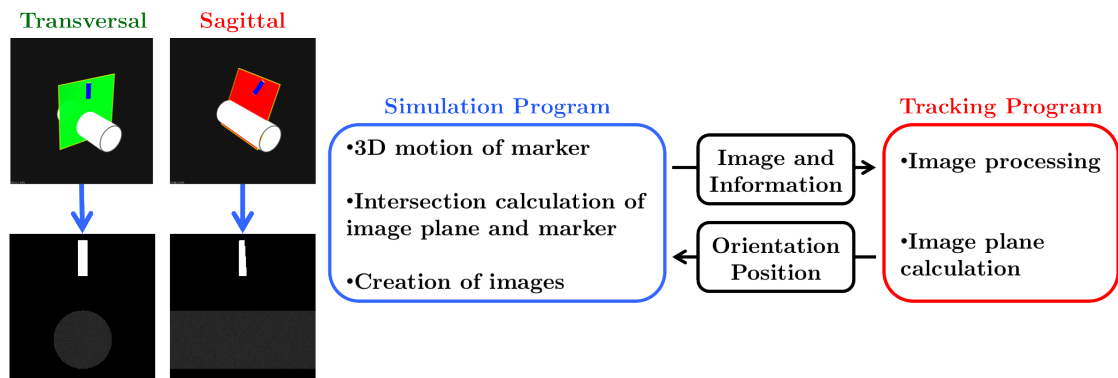 Transversal
Sagittal
Simulation Program
•3D motion of marker
•Intersection calculation of
image plane and marker
•Creation of images
Image and
Information
Orientation
Position
Tracking Program
•Image processing
•Image plane
calculation